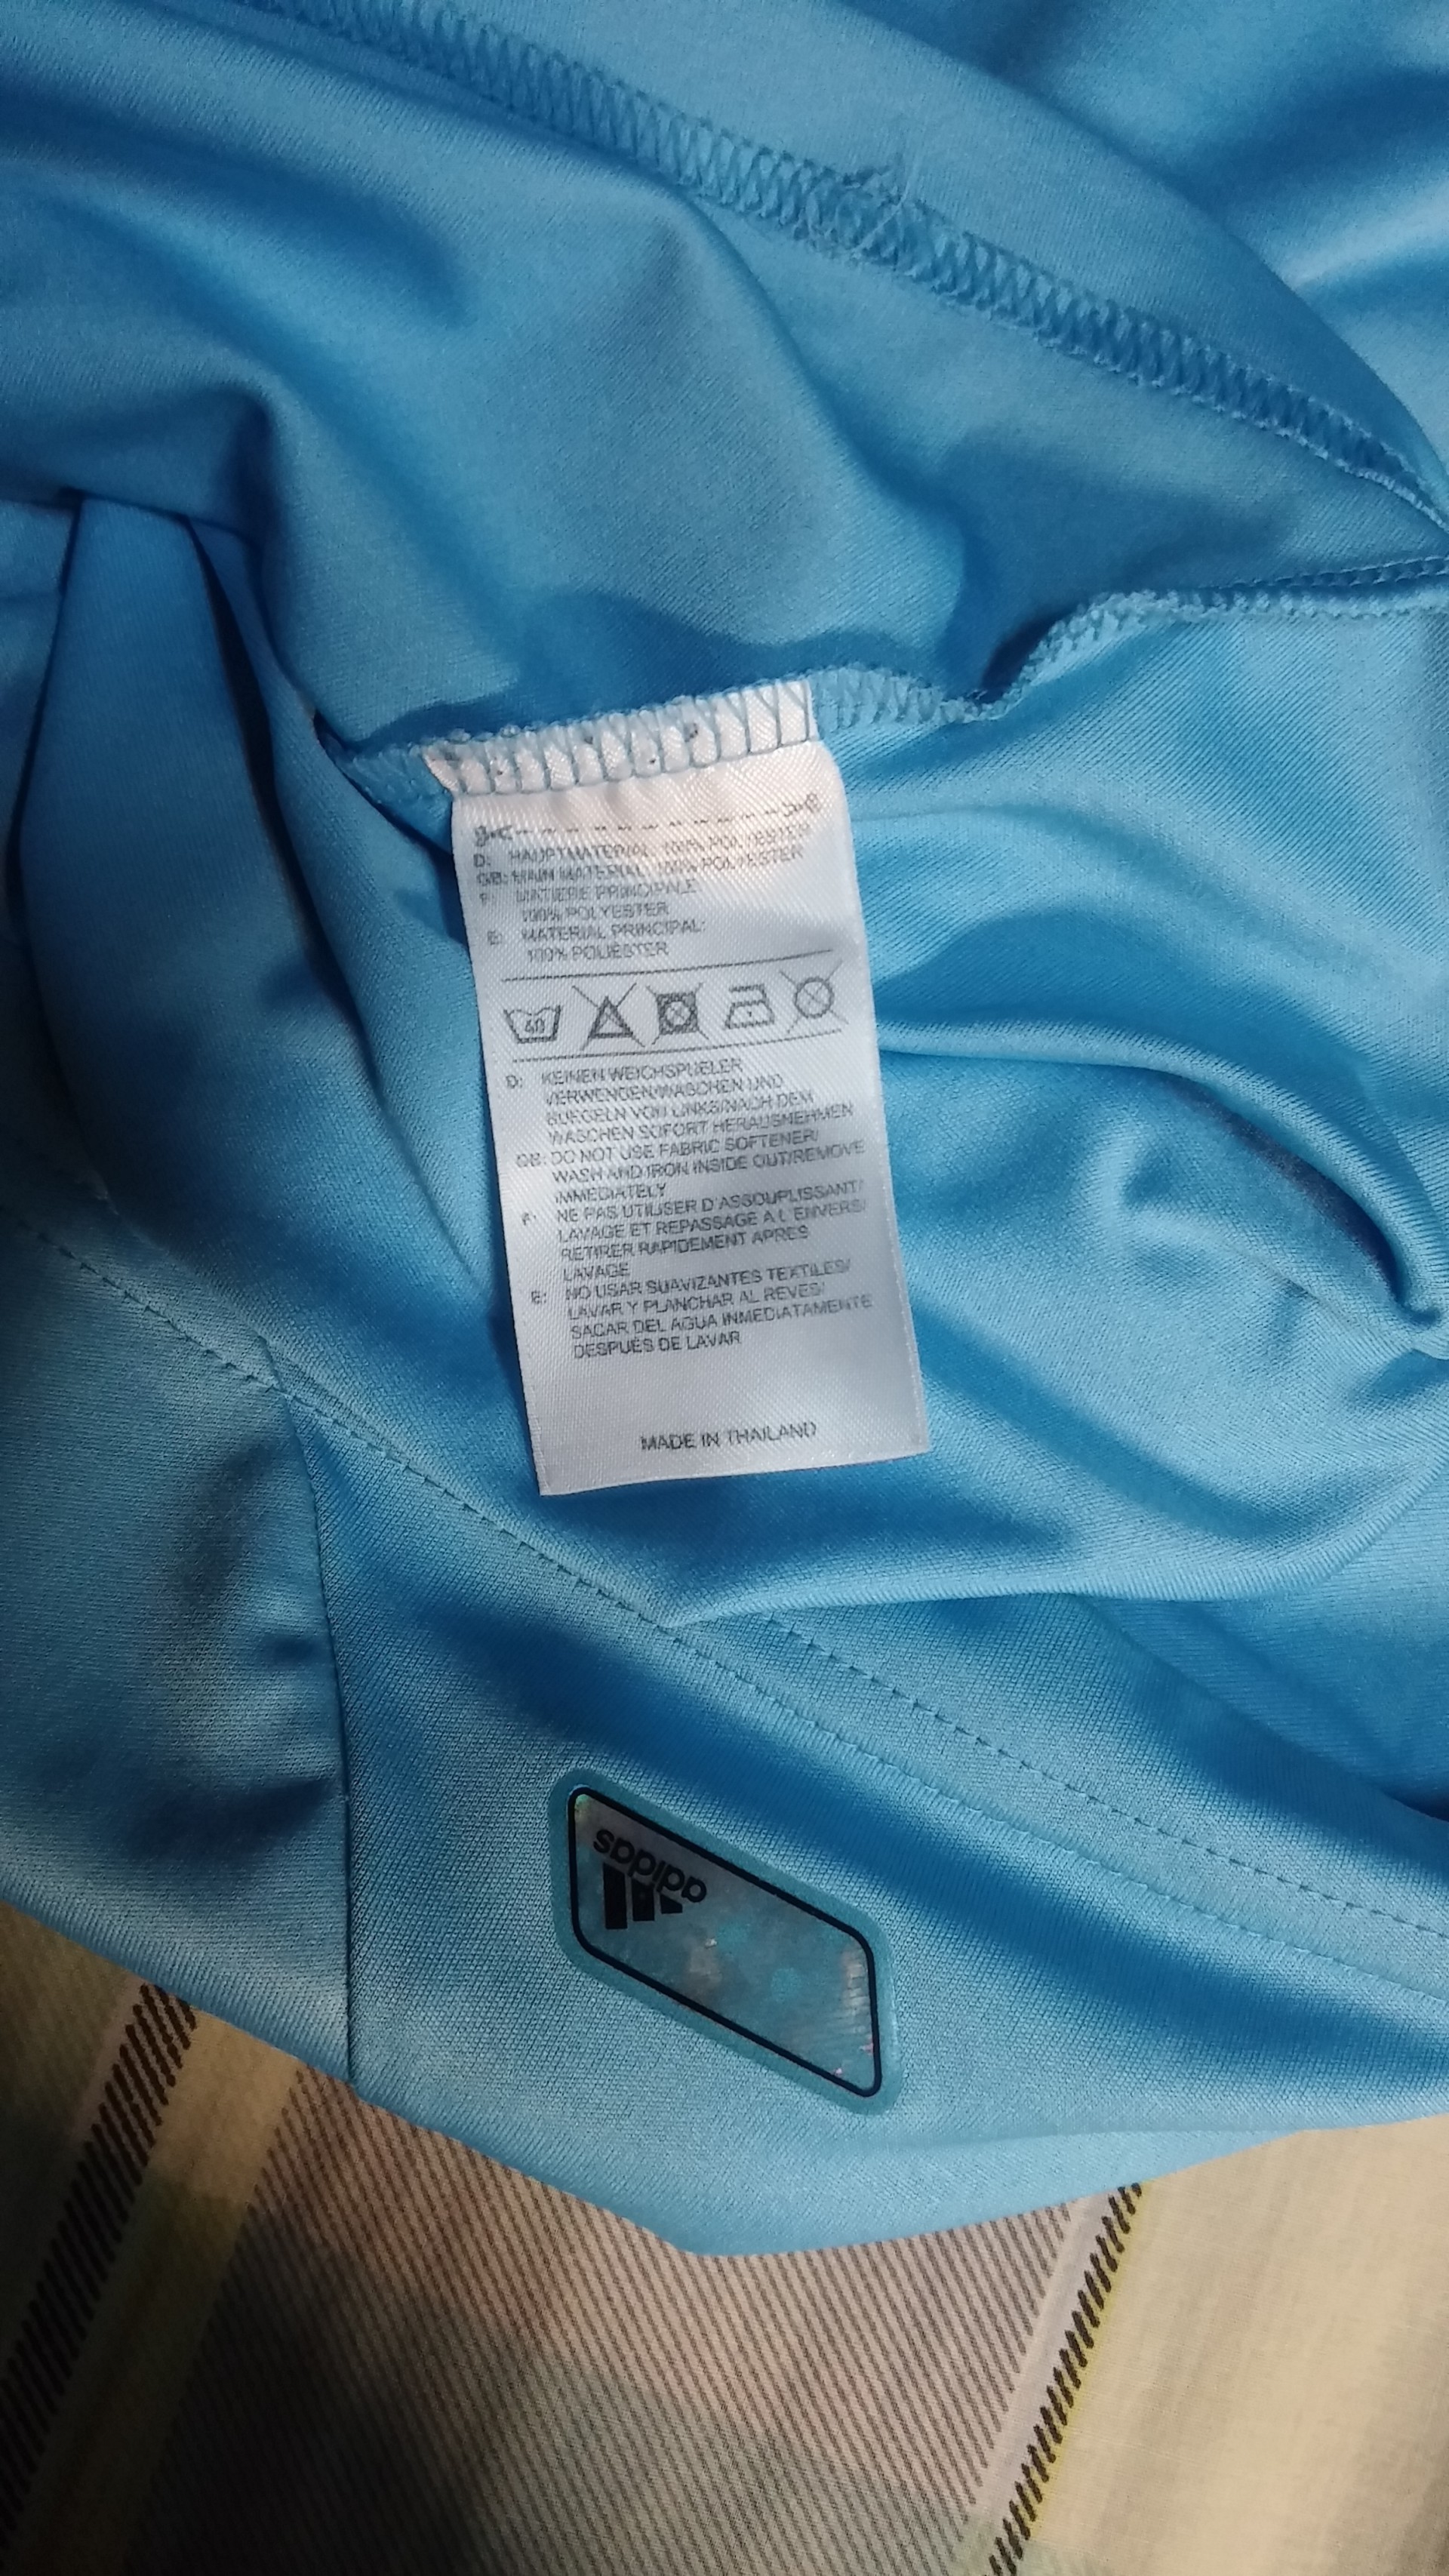 D: HAUPTMATERIAL: 100% POLYESTER
GB: MAIN MATERIAL: 100% POLYESTER
F: MATIERE PRINCIPALE:
100% POLYESTER
E: MATERIAL PRINCIPAL:
100% POLIÉSTER
40
D: KEINEN WEICHSPUELER
VERWENDEN/WASCHEN UND
BUEGELN VON LINKS/NACH DEM
WASCHEN SOFORT HERAUSNEHMEN
GB: DO NOT USE FABRIC SOFTENER/
WASH AND IRON INSIDE OUT/REMOVE
IMMEDIATELY
F: NE PAS UTILISER D'ASSOUPLISSANT/
LAVAGE ET REPASSAGE A L'ENVERS/
RETIRER RAPIDEMENT APRES
LAVAGE
E: NO USAR SUAVIZANTES TEXTILES/
LAVAR Y PLANCHAR AL REVES/
SACAR DEL AGUA INMEDIATAMENTE
DESPUÉS DE LAVAR
MADE IN THAILAND
adidas